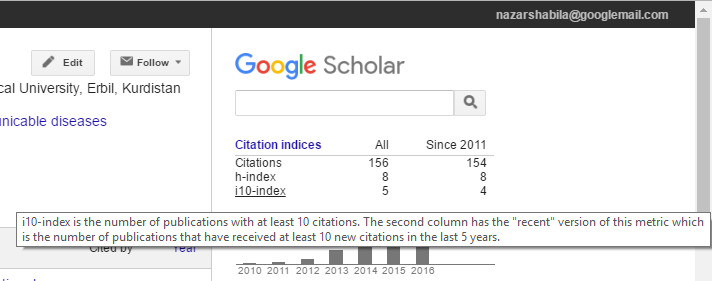 nazarshabila@googlemail.com
Edit
Follow
cal University, Erbil, Kurdistan
unicable diseases
Google Scholar
Citation indices All Since 2011
Citations 156 154
h-index 8 8
i10-index 5 4
i10-index is the number of publications with at least 10 citations. The second column has the "recent" version of this metric which
is the number of publications that have received at least 10 new citations in the last 5 years.
Cited by Year
2010 2011 2012 2013 2014 2015 2016